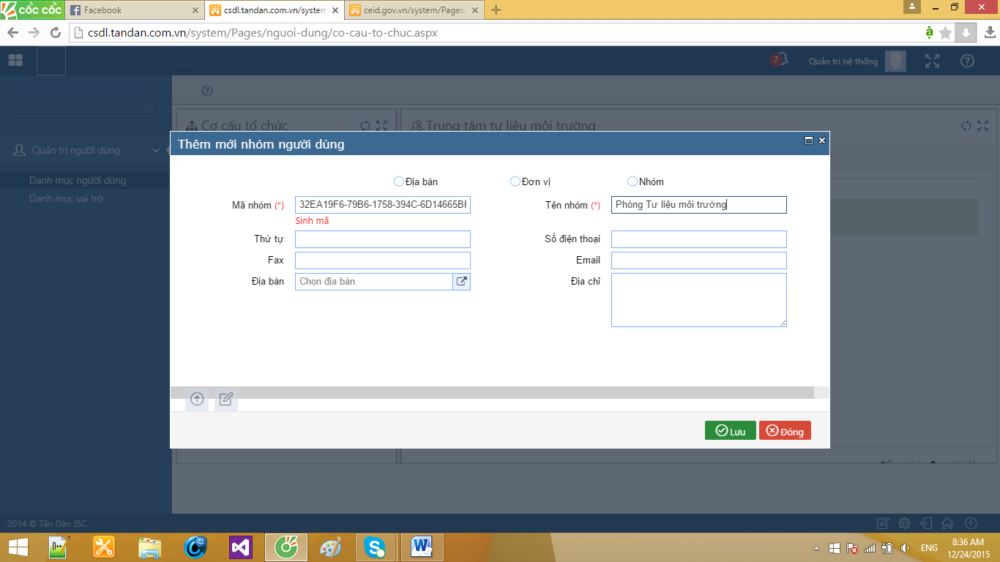 cốc cốc
Facebook
csdl.tandan.com.vn/system
ceid.gov.vn/system/Pages/
csdl.tandan.com.vn/system/Pages/nguoi-dung/co-cau-to-chuc.aspx
7
Quản trị hệ thống
Cơ cấu tổ chức
Trung tâm tư liệu môi trường
Thêm mới nhóm người dùng
Quản trị người dùng
Danh mục người dùng
Danh mục vai trò
Địa bàn
Đơn vị
Nhóm
Mã nhóm (*)
32EA19F6-79B6-1758-394C-6D14665BF
Tên nhóm (*)
Phòng Tư liệu môi trường
Sinh mã
Thứ tự
Số điện thoại
Fax
Email
Địa bàn
Chọn địa bàn
Địa chỉ
Lưu
Đóng
2014 © Tân Dân JSC.
ENG
8:36 AM
12/24/2015